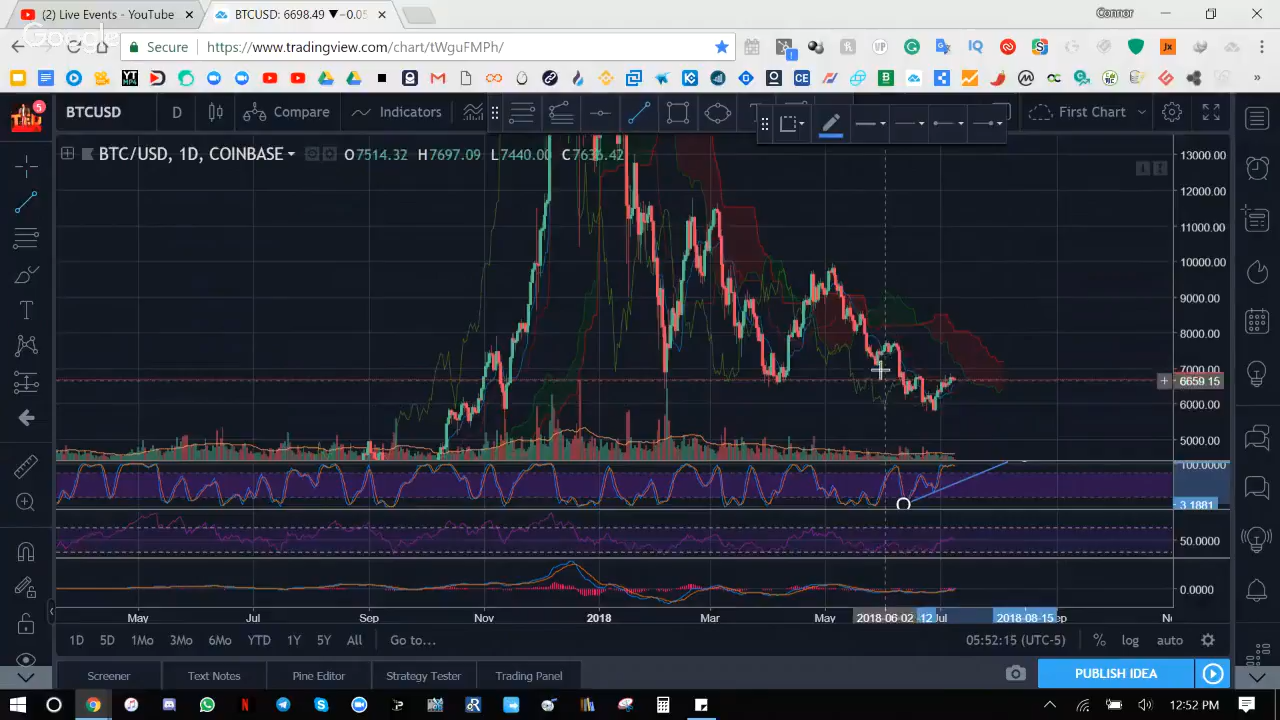 (2) Live Events - YouTube
BTCUSD: 6698.49 ▼ -0.05
Connor
Google
Secure
https://www.tradingview.com/chart/tWguFMPh/
5
BTCUSD
D
Compare
Indicators
First Chart
BTC/USD, 1D, COINBASE
O7514.32 H7697.09 L7440.00 C7636.42
13000.00
12000.00
11000.00
10000.00
9000.00
8000.00
7000.00
6659.15
6000.00
5000.00
100.0000
3.1881
50.0000
0.0000
May
Jul
Sep
Nov
2018
Mar
May
2018-06-02
-12
Jul
2018-08-15
ep
1D 5D 1Mo 3Mo 6Mo YTD 1Y 5Y All Go to...
05:52:15 (UTC-5)
% log auto
Screener
Text Notes
Pine Editor
Strategy Tester
Trading Panel
PUBLISH IDEA
12:52 PM